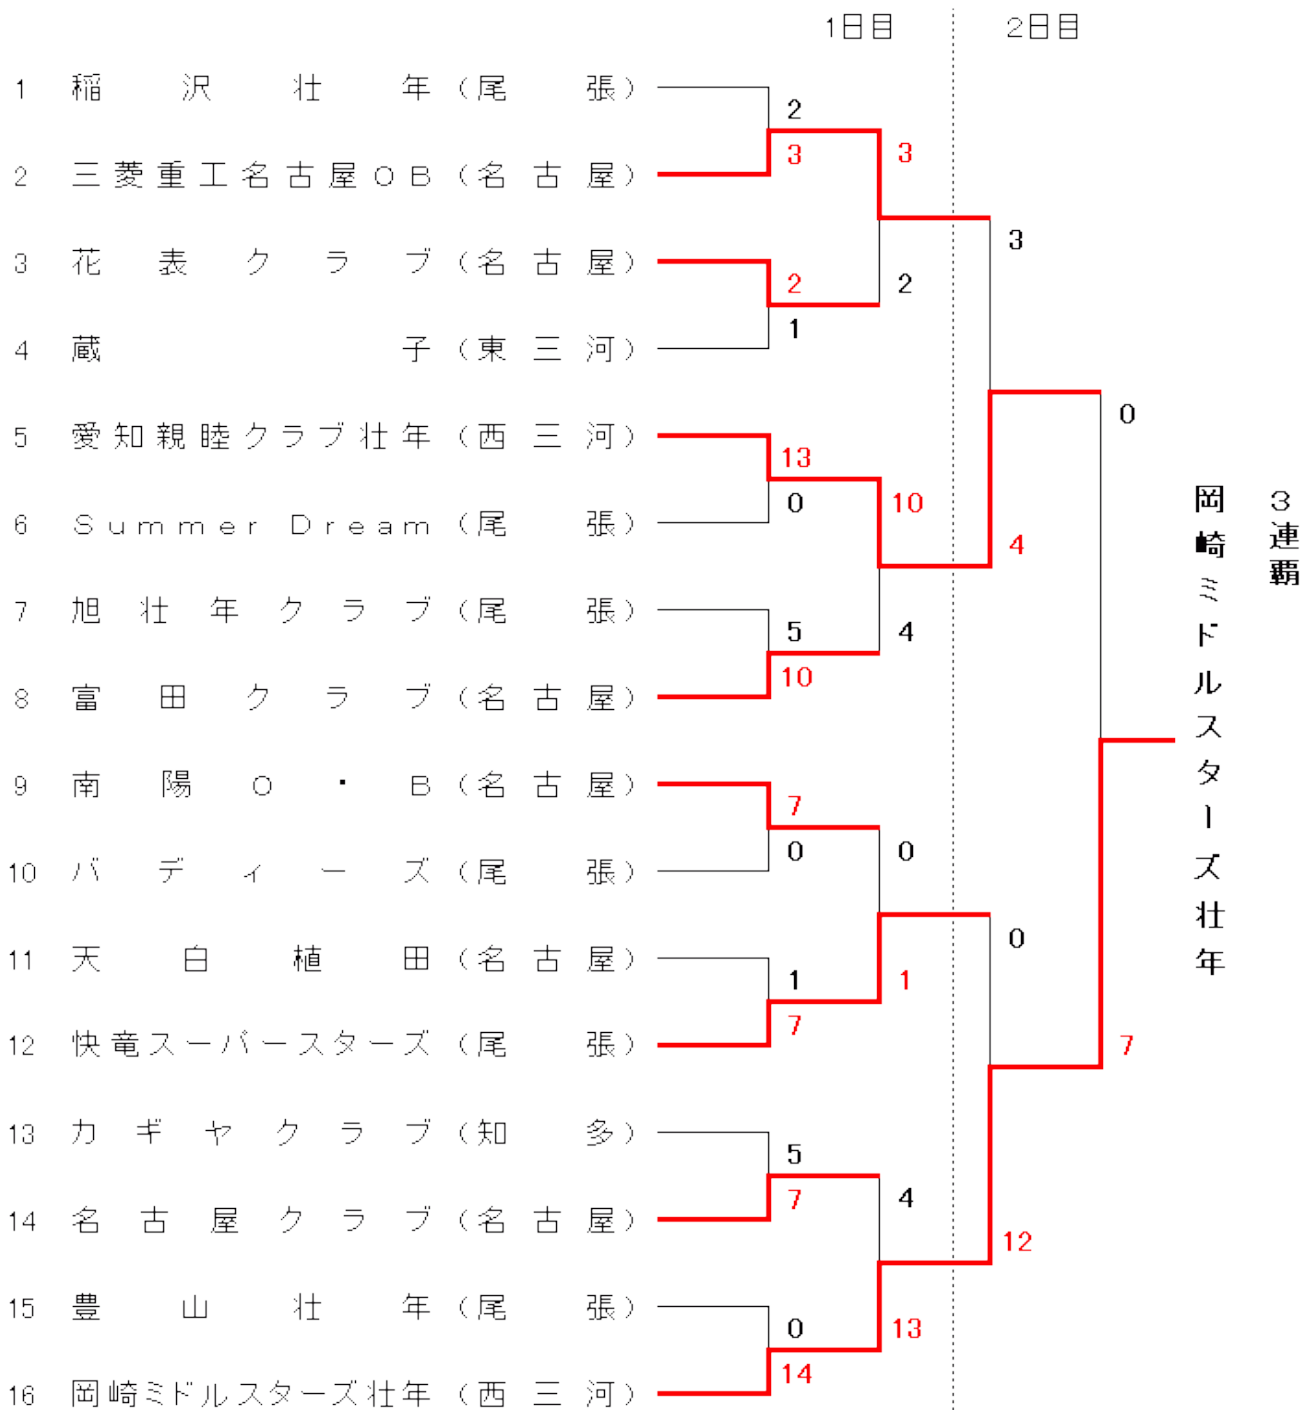 1日目 2日目
1 稲沢壮年(尾張)
2
3 3
2 三菱重工名古屋OB(名古屋)
3
3 花表クラブ(名古屋)
2 2
1
4 蔵子(東三河)
0
5 愛知親睦クラブ壮年(西三河)
13
0 10
6 Summer Dream(尾張)
4
7 旭壮年クラブ(尾張)
5 4
10
8 富田クラブ(名古屋)
9 南陽O・B(名古屋)
7
0 0
10 バディーズ(尾張)
0
11 天白植田(名古屋)
1 1
7
12 快竜スーパースターズ(尾張)
7
13 カギヤクラブ(知多)
5
7 4
14 名古屋クラブ(名古屋)
12
15 豊山壮年(尾張)
0 13
14
16 岡崎ミドルスターズ壮年(西三河)
3連覇
岡崎ミドルスターズ壮年